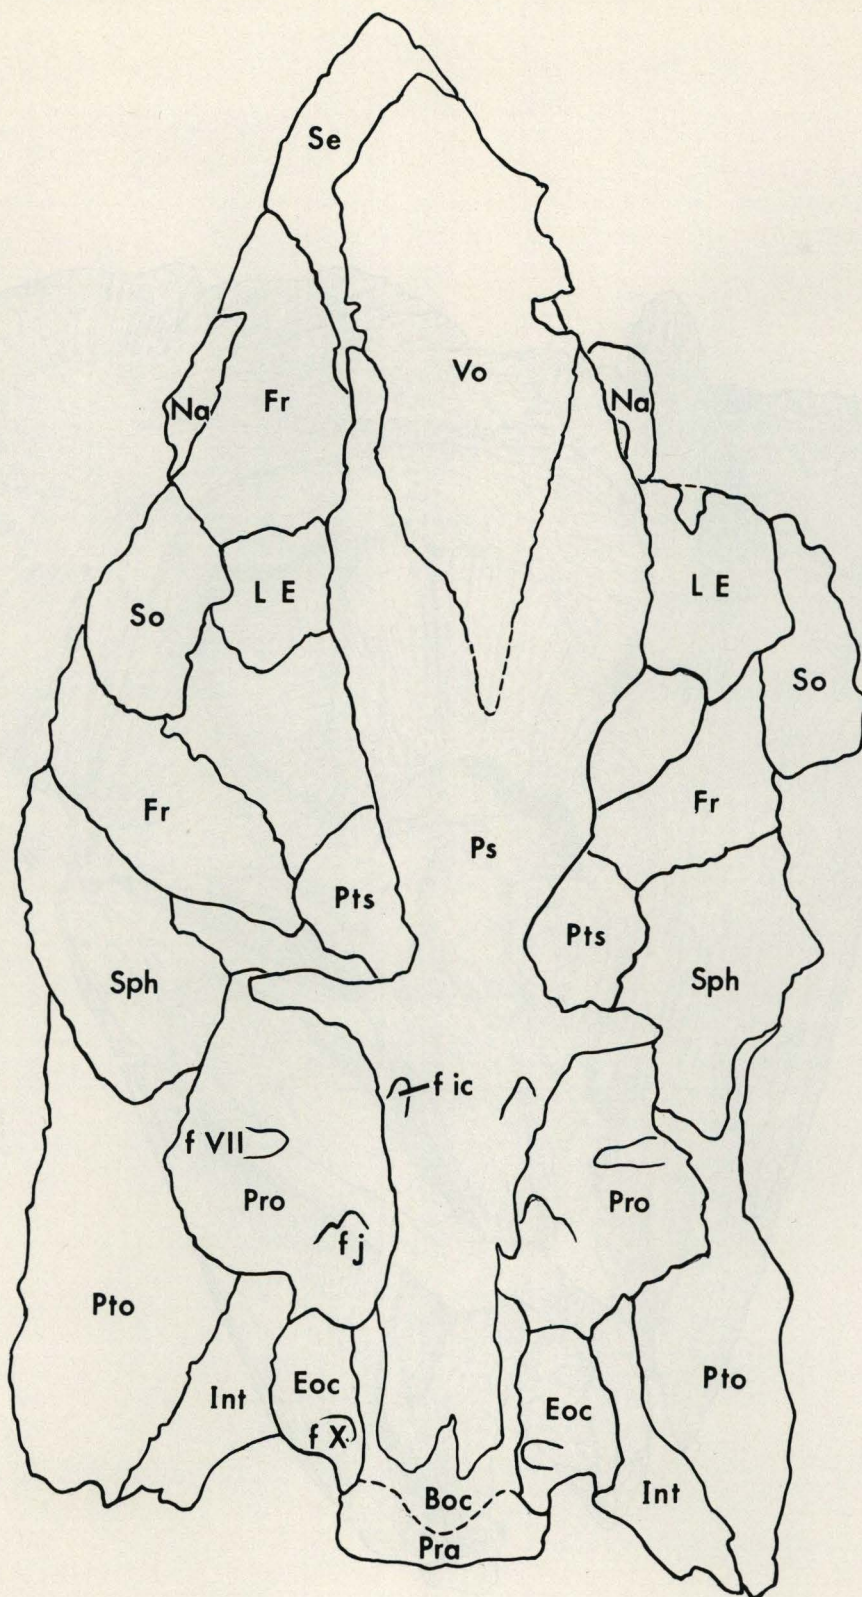 Se
Vo
Na
Fr
Na
L E
L E
So
So
Fr
Fr
Ps
Pts
Pts
Sph
Sph
f ic
f VII
Pro
Pro
f j
Pto
Pto
Int
Eoc
Eoc
f X
Boc
Int
Pra